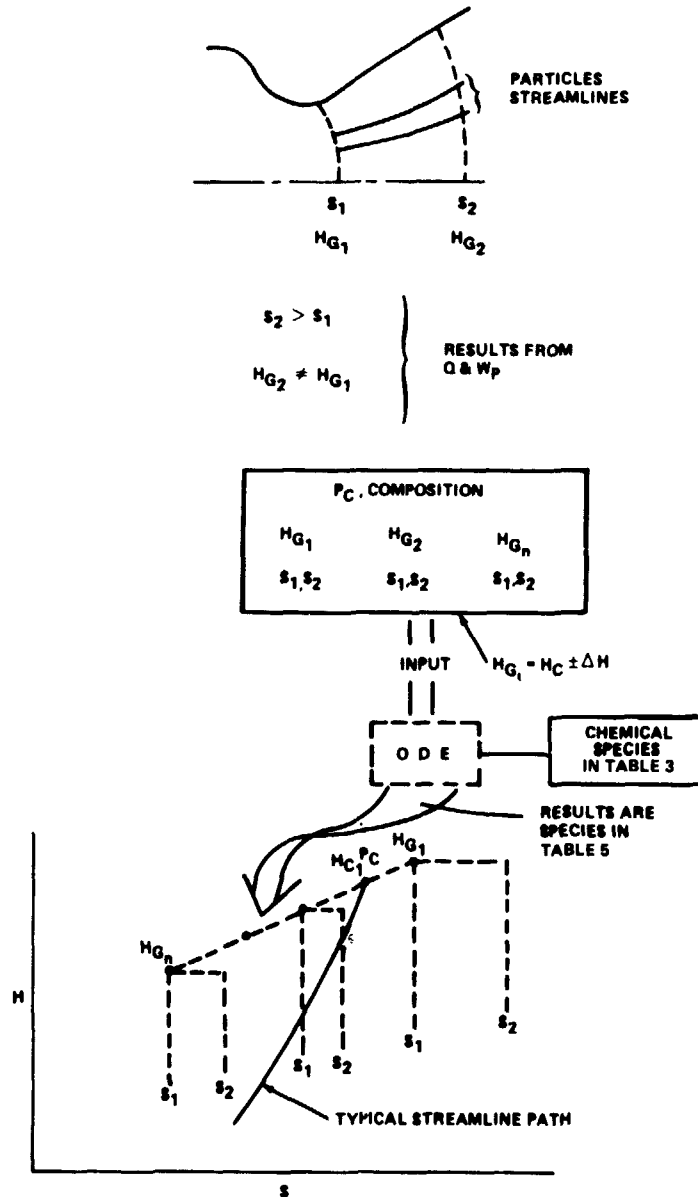 PARTICLES
STREAMLINES
S1 S2
HG1 HG2
S2 > S1
HG2 ≠ HG1
RESULTS FROM
Q & WP
PC, COMPOSITION
HG1 HG2 HGn
S1,S2 S1,S2 S1,S2
INPUT
HGi = HC ± ΔH
O D E
CHEMICAL
SPECIES
IN TABLE 3
RESULTS ARE
SPECIES IN
TABLE 5
HC1PC
HG1
HGn
H
S1 S2 S1 S2 S1 S2
TYPICAL STREAMLINE PATH
S